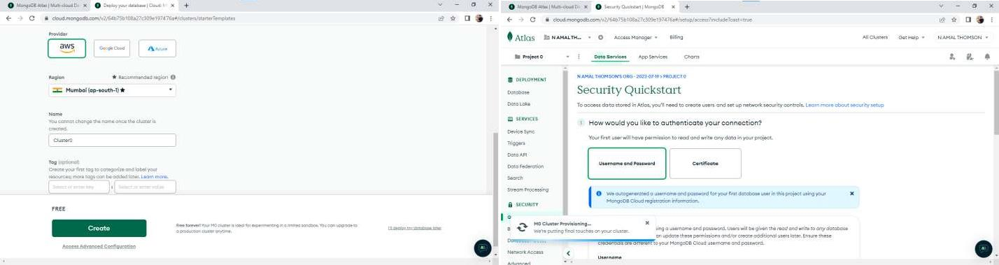 MongoDB Atlas | Multi-cloud Da
Deploy your database | Cloud: M
cloud.mongodb.com/v2/64b75b108a27c309e197476a#/clusters/starterTemplates
Provider
aws
Google Cloud
Azure
Region
★ Recommended region
Mumbai (ap-south-1) ★
Name
You cannot change the name once the cluster is
created.
Cluster0
Tag (optional)
Create your first tag to categorize and label your
resources; more tags can be added later. Learn more.
Select or enter key
:
Select or enter value
FREE
Create
Free forever! Your M0 cluster is ideal for experimenting in a limited sandbox. You can upgrade to
a production cluster anytime.
I'll deploy my database later
Access Advanced Configuration
MongoDB Atlas | Multi-cloud Da
Security Quickstart | MongoDB
cloud.mongodb.com/v2/64b75b108a27c309e197476a#/setup/access?includeToast=true
Atlas
N AMAL TH...
Access Manager
Billing
All Clusters
Get Help
N AMAL THOMSON
Project 0
Data Services
App Services
Charts
DEPLOYMENT
Database
Data Lake
SERVICES
Device Sync
Triggers
Data API
Data Federation
Search
Stream Processing
SECURITY
Network Access
Advanced
N AMAL THOMSON'S ORG - 2023-07-19 > PROJECT 0
Security Quickstart
To access data stored in Atlas, you'll need to create users and set up network security controls. Learn more about security setup
1 How would you like to authenticate your connection?
Your first user will have permission to read and write any data in your project.
Username and Password
Certificate
We autogenerated a username and password for your first database user in this project using your
MongoDB Cloud registration information.
M0 Cluster Provisioning...
We're putting final touches on your cluster.
ing a username and password. Users will be given the read and write to any database
an update these permissions and/or create additional users later. Ensure these
credentials are different to your MongoDB Cloud username and password.
Username